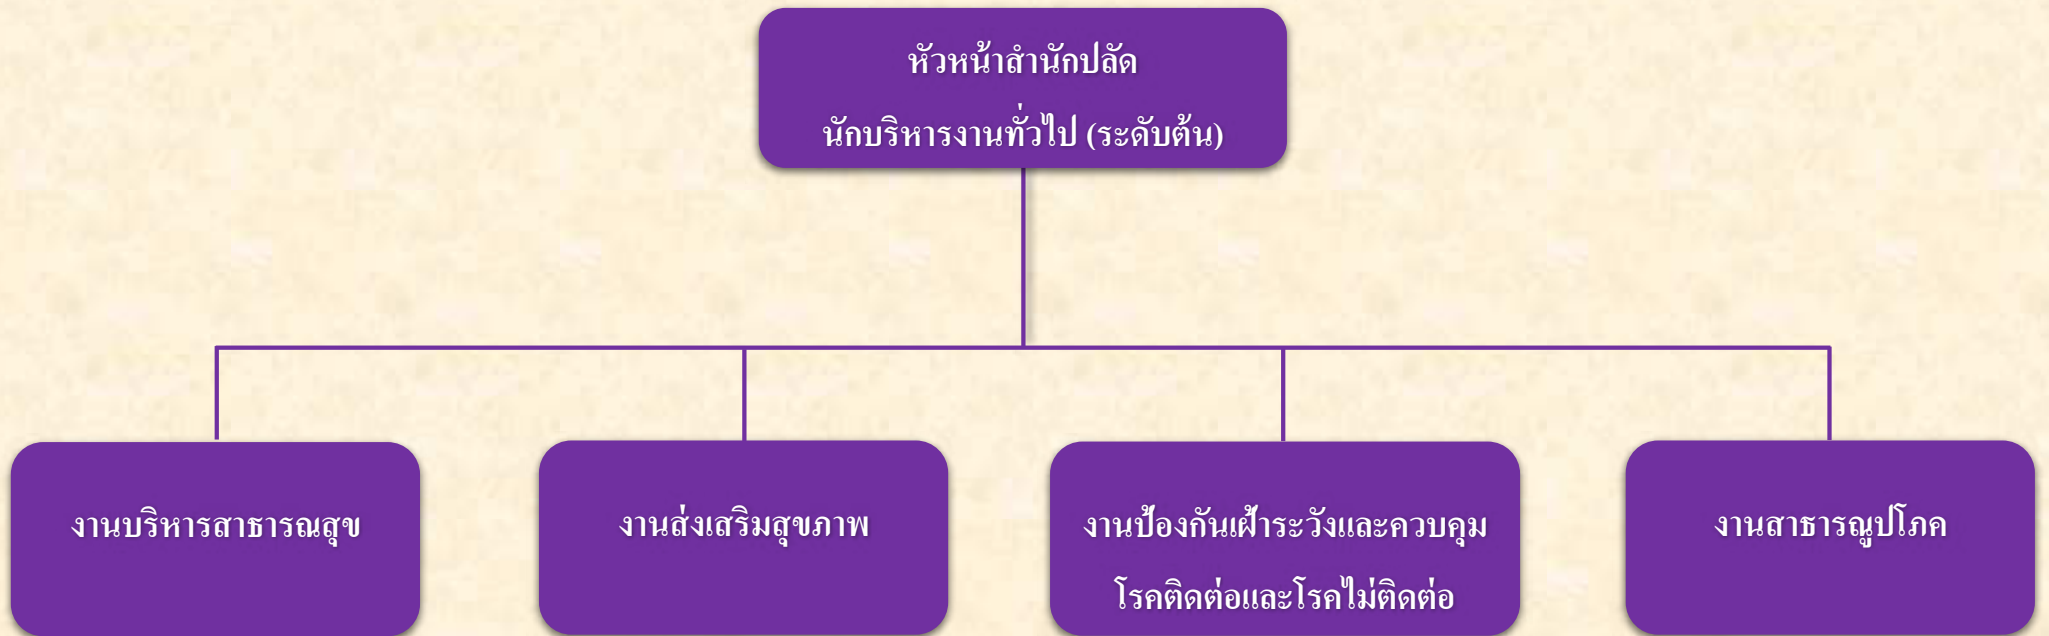 หัวหน้าสำนักปลัด
นักบริหารงานทั่วไป (ระดับต้น)
งานบริหารสาธารณสุข
งานส่งเสริมสุขภาพ
งานป้องกันเฝ้าระวังและควบคุม
โรคติดต่อและโรคไม่ติดต่อ
งานสาธารณูปโภค